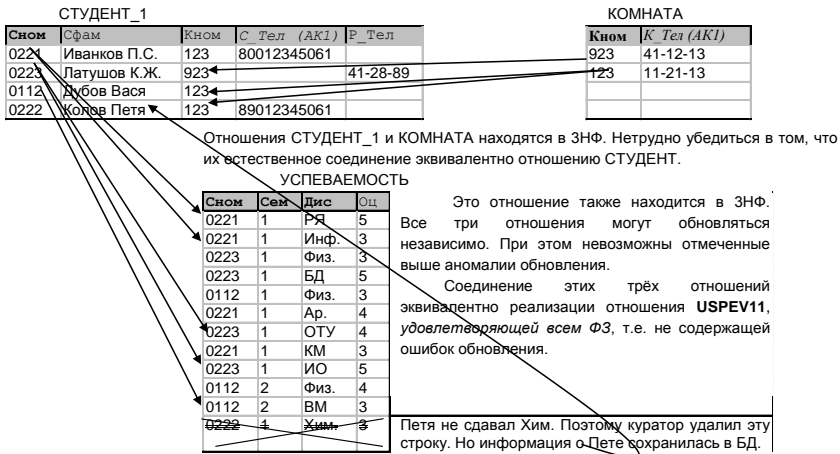 СТУДЕНТ_1
Сном Сфам Кном С_Тел (АК1) Р_Тел
0221 Иванков П.С. 123 80012345061
0223 Латушов К.Ж. 923 41-28-89
0112 Дубов Вася 123
0222 Колов Петя 123 89012345061
КОМНАТА
Кном К_Тел (АК1)
923 41-12-13
123 11-21-13
Отношения СТУДЕНТ_1 и КОМНАТА находятся в 3НФ. Нетрудно убедиться в том, что
их естественное соединение эквивалентно отношению СТУДЕНТ.
УСПЕВАЕМОСТЬ
Сном Сем Дис Оц
0221 1 РЯ 5
0221 1 Инф. 3
0223 1 Физ. 3
0223 1 БД 5
0112 1 Физ. 3
0221 1 Ар. 4
0223 1 ОТУ 4
0221 1 КМ 3
0223 1 ИО 5
0112 2 Физ. 4
0112 2 ВМ 3
0222 1 Хим. 3
Это отношение также находится в 3НФ.
Все три отношения могут обновляться
независимо. При этом невозможны отмеченные
выше аномалии обновления.
Соединение этих трёх отношений
эквивалентно реализации отношения USPEV11,
удовлетворяющей всем ФЗ, т.е. не содержащей
ошибок обновления.
Петя не сдавал Хим. Поэтому куратор удалил эту
строку. Но информация о Пете сохранилась в БД.